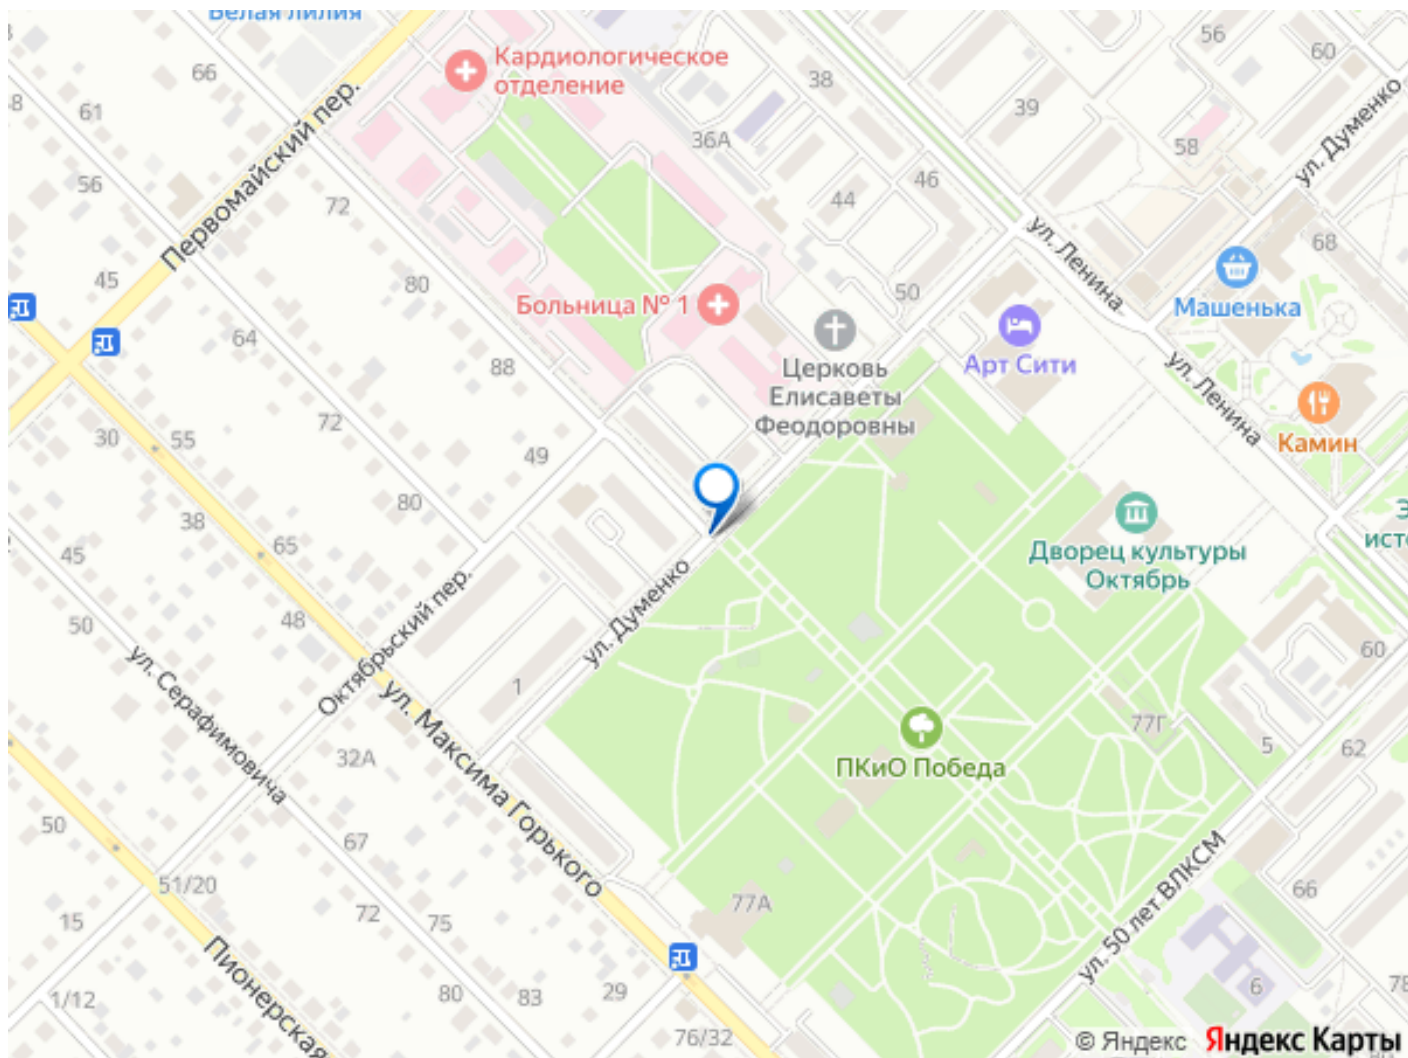 Белая лилия
Кардиологическое
отделение
56
60
66
38
61
39
36А
58
ул. Думенко
Первомайский пер.
56
72
44
46
ул. Ленина
68
45
80
50
Больница № 1
Машенька
64
Церковь
Елисаветы
Феодоровны
Арт Сити
88
ул. Ленина
72
30
55
49
Камин
80
38
65
45
Дворец культуры
Октябрь
ул. Думенко
Октябрьский пер.
48
50
60
1
ул. Серафимовича
ул. Максима Горького
77Г
5
62
32А
ПКиО Победа
50
67
51/20
66
72
77А
15
75
ул. 50 лет ВЛКСМ
Пионерская
1/12
80
83
29
6
76/32
© Яндекс Яндекс Карты